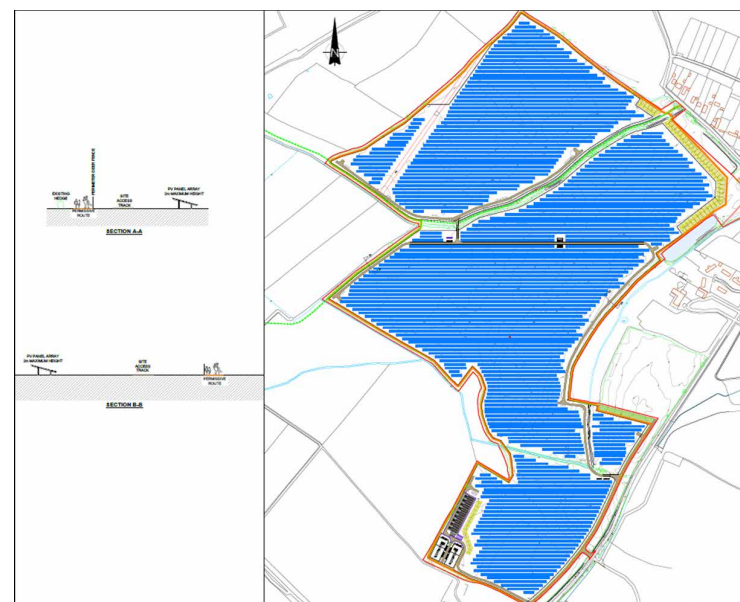 N
PERIMETER DEER FENCE
EXISTING
HEDGE
PERMISSIVE
ROUTE
SITE
ACCESS
TRACK
PV PANEL ARRAY
3m MAXIMUM HEIGHT
SECTION A-A
PV PANEL ARRAY
3m MAXIMUM HEIGHT
SITE
ACCESS
TRACK
PERMISSIVE
ROUTE
SECTION B-B